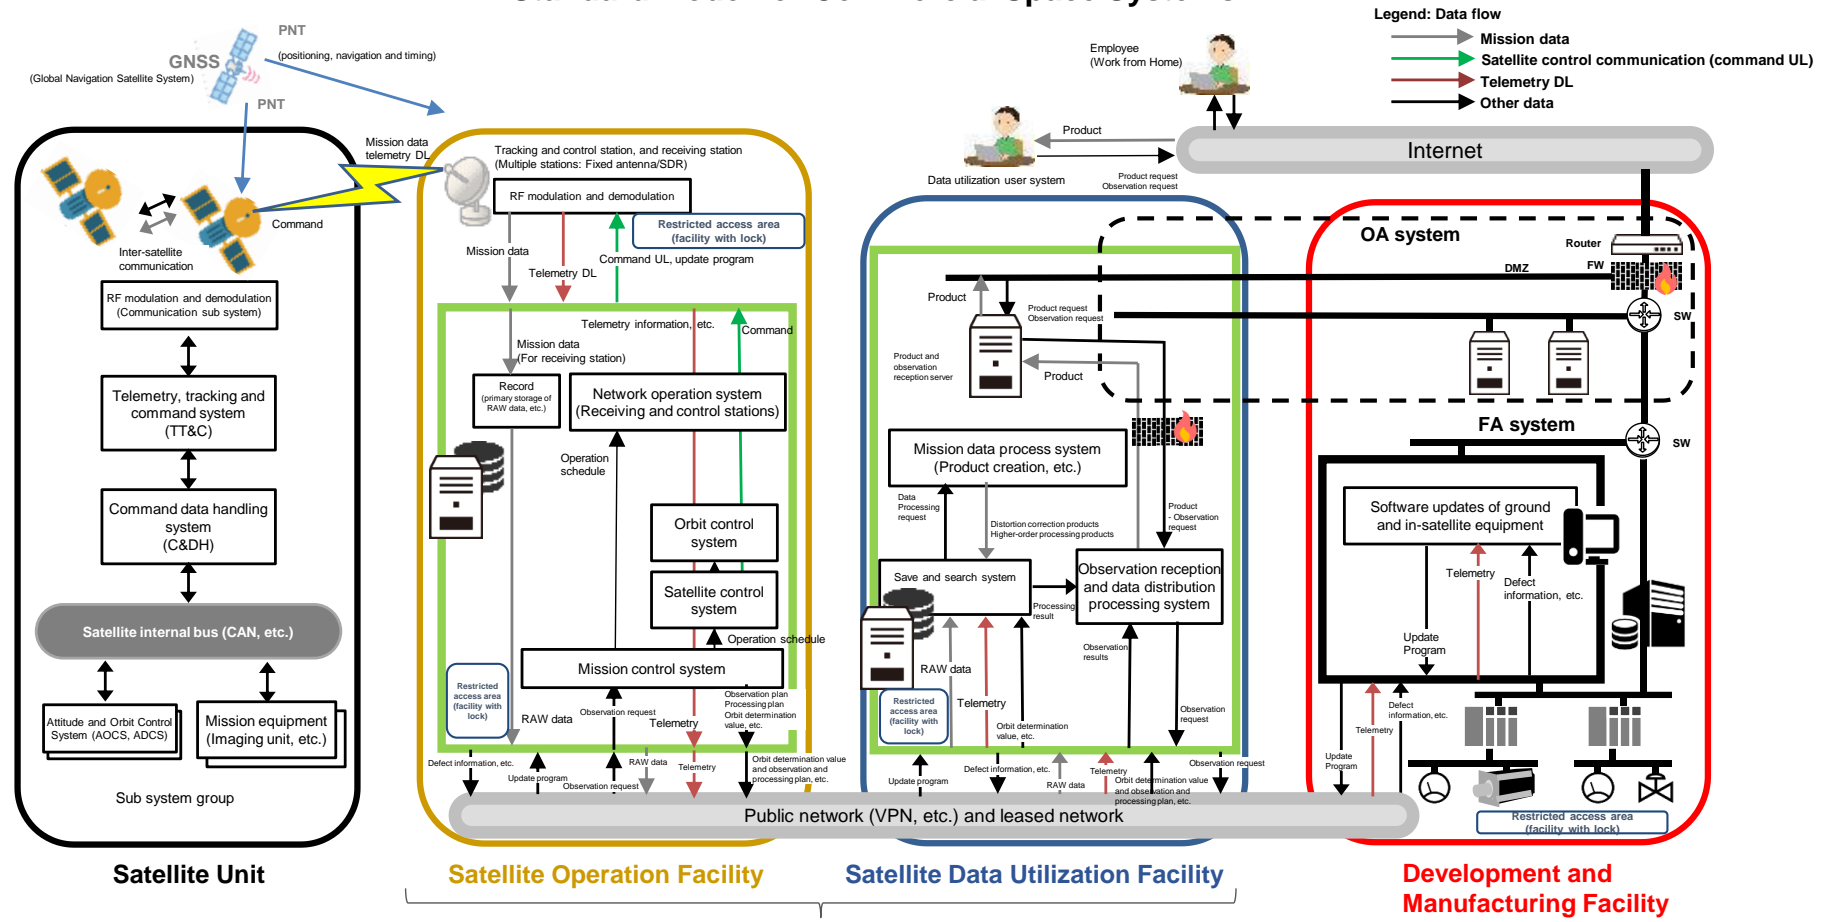 Legend: Data flow
Mission data
Satellite control communication (command UL)
Telemetry DL
Other data
PNT
(positioning, navigation and timing)
GNSS
(Global Navigation Satellite System)
PNT
Employee
(Work from Home)
Product
Internet
Data utilization user system
Product request
Observation request
Mission data
telemetry DL
Command
Inter-satellite
communication
RF modulation and demodulation
(Communication sub system)
Telemetry, tracking and
command system
(TT&C)
Command data handling
system
(C&DH)
Satellite internal bus (CAN, etc.)
Attitude and Orbit Control
System (AOCS, ADCS)
Mission equipment
(Imaging unit, etc.)
Sub system group
Satellite Unit
Tracking and control station, and receiving station
(Multiple stations: Fixed antenna/SDR)
RF modulation and demodulation
Restricted access area
(facility with lock)
Mission data
Telemetry DL
Command UL, update program
Telemetry information, etc.
Command
Mission data
(For receiving station)
Record
(primary storage of
RAW data, etc.)
Network operation system
(Receiving and control stations)
Operation
schedule
Orbit control
system
Satellite control
system
Operation schedule
Mission control system
Restricted
access area
(facility with
lock)
RAW data
Observation request
Telemetry
Observation plan
Processing plan
Orbit determination
value, etc.
Defect information, etc.
Update program
Observation request
RAW data
Telemetry
Orbit determination value
and observation and
processing plan, etc.
Satellite Operation Facility
Product
Product request
Observation request
Product and
observation
reception server
Product
Mission data process system
(Product creation, etc.)
Data
Processing
request
Distortion correction products
Higher-order processing products
Product
- Observation
request
Save and search system
Processing
result
Observation reception
and data distribution
processing system
RAW data
Telemetry
Orbit determination
value, etc.
Observation
results
Observation
request
Restricted
access area
(facility with
lock)
Update program
Defect information, etc.
RAW data
Telemetry
Orbit determination value
and observation and
processing plan, etc.
Observation request
Public network (VPN, etc.) and leased network
Satellite Data Utilization Facility
OA system
Router
DMZ
FW
SW
FA system
SW
Software updates of ground
and in-satellite equipment
Telemetry
Defect
information, etc.
Update
Program
Defect
information, etc.
Telemetry
Update
Program
Restricted access area
(facility with lock)
Development and
Manufacturing Facility